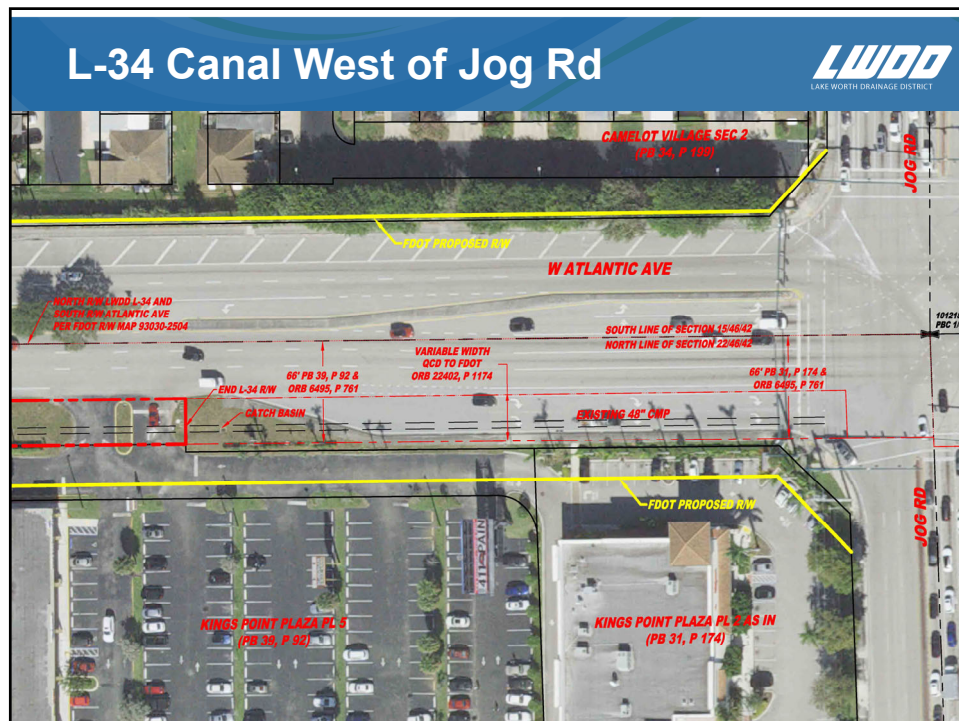 L-34 Canal West of Jog Rd
LWDD
LAKE WORTH DRAINAGE DISTRICT
CAMELOT VILLAGE SEC 2
(PB 34, P 199)
JOG RD
FDOT PROPOSED R/W
W ATLANTIC AVE
NORTH R/W LWDD L-34 AND
SOUTH R/W ATLANTIC AVE
PER FDOT R/W MAP 93030-2504
SOUTH LINE OF SECTION 15/46/42
NORTH LINE OF SECTION 22/46/42
PBC 1/
VARIABLE WIDTH
QCD TO FDOT
ORB 22402, P 1174
66' PB 39, P 92 &
ORB 6495, P 761
66' PB 31, P 174 &
ORB 6495, P 761
END L-34 R/W
CATCH BASIN
EXISTING 48" CMP
FDOT PROPOSED R/W
JOG RD
411-PAIN
KINGS POINT PLAZA PL 5
(PB 39, P 92)
KINGS POINT PLAZA PL 2 AS IN
(PB 31, P 174)